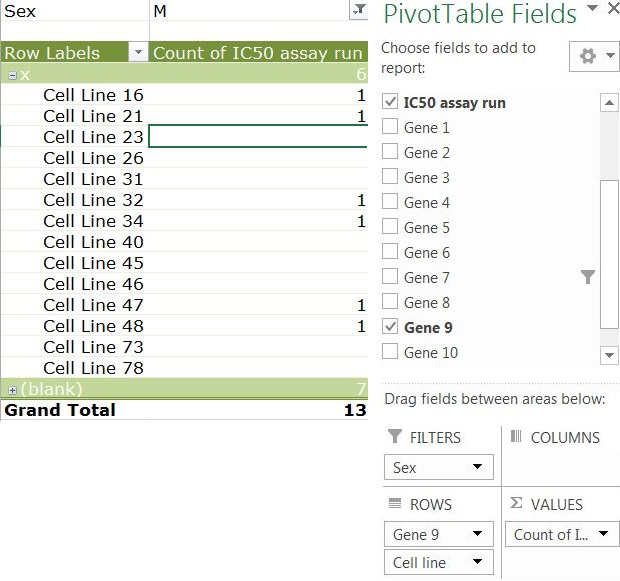 Sex M
Row Labels Count of IC50 assay run
x 6
Cell Line 16 1
Cell Line 21 1
Cell Line 23
Cell Line 26
Cell Line 31
Cell Line 32 1
Cell Line 34 1
Cell Line 40
Cell Line 45
Cell Line 46
Cell Line 47 1
Cell Line 48 1
Cell Line 73
Cell Line 78
(blank) 7
Grand Total 13
PivotTable Fields
Choose fields to add to
report:
IC50 assay run
Gene 1
Gene 2
Gene 3
Gene 4
Gene 5
Gene 6
Gene 7
Gene 8
Gene 9
Gene 10
Drag fields between areas below:
FILTERS
Sex
COLUMNS
ROWS
Gene 9
Cell line
Σ VALUES
Count of I...